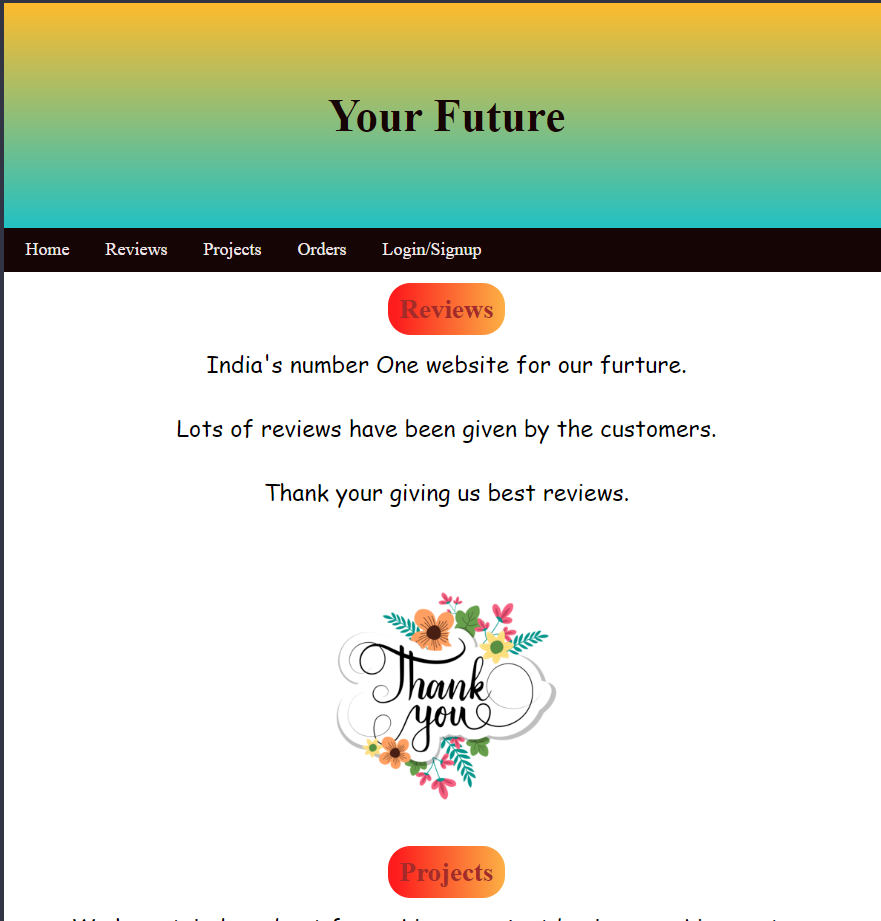 Your Future
Home Reviews Projects Orders Login/Signup
Reviews
India's number One website for our furture.
Lots of reviews have been given by the customers.
Thank your giving us best reviews.
Thank
you
Projects